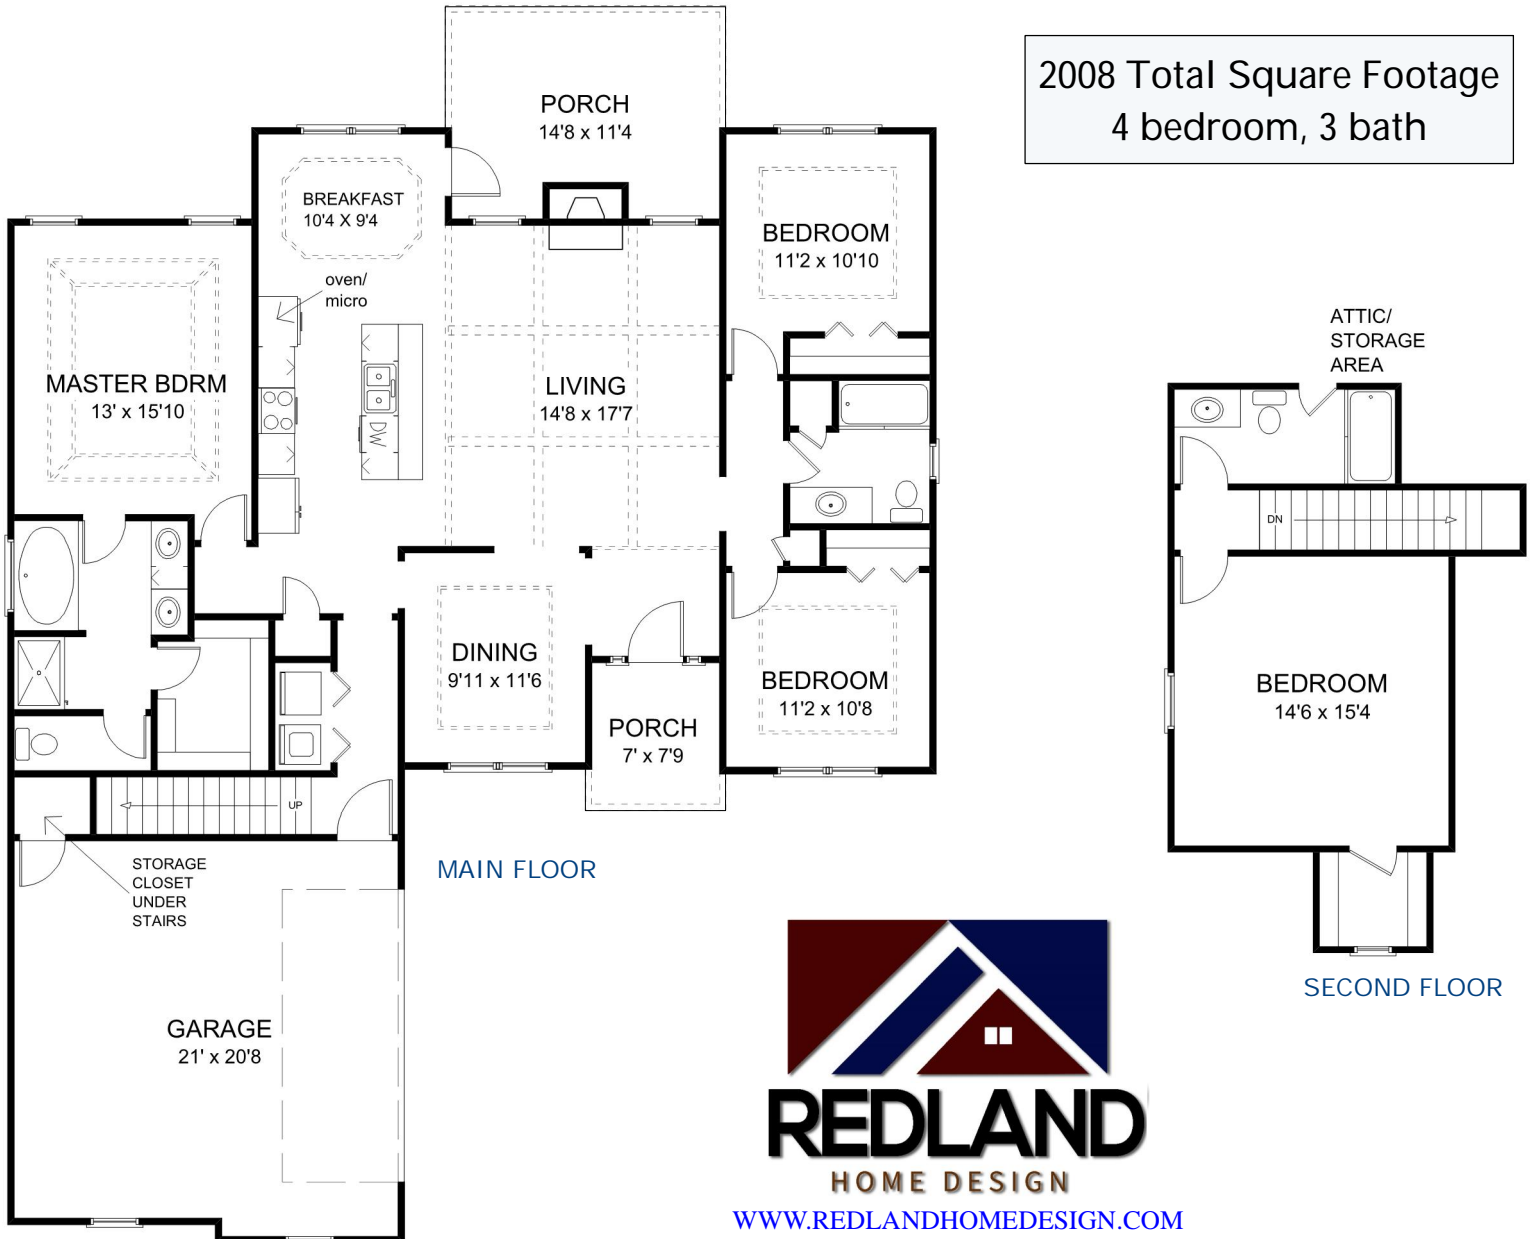 2008 Total Square Footage
4 bedroom, 3 bath
PORCH
14'8 x 11'4
BREAKFAST
10'4 X 9'4
BEDROOM
11'2 x 10'10
oven/
micro
MASTER BDRM
13' x 15'10
LIVING
14'8 x 17'7
DW
DINING
9'11 x 11'6
BEDROOM
11'2 x 10'8
PORCH
7' x 7'9
UP
STORAGE
CLOSET
UNDER
STAIRS
MAIN FLOOR
GARAGE
21' x 20'8
ATTIC/
STORAGE
AREA
DN
BEDROOM
14'6 x 15'4
SECOND FLOOR
REDLAND
HOME DESIGN
WWW.REDLANDHOMEDESIGN.COM